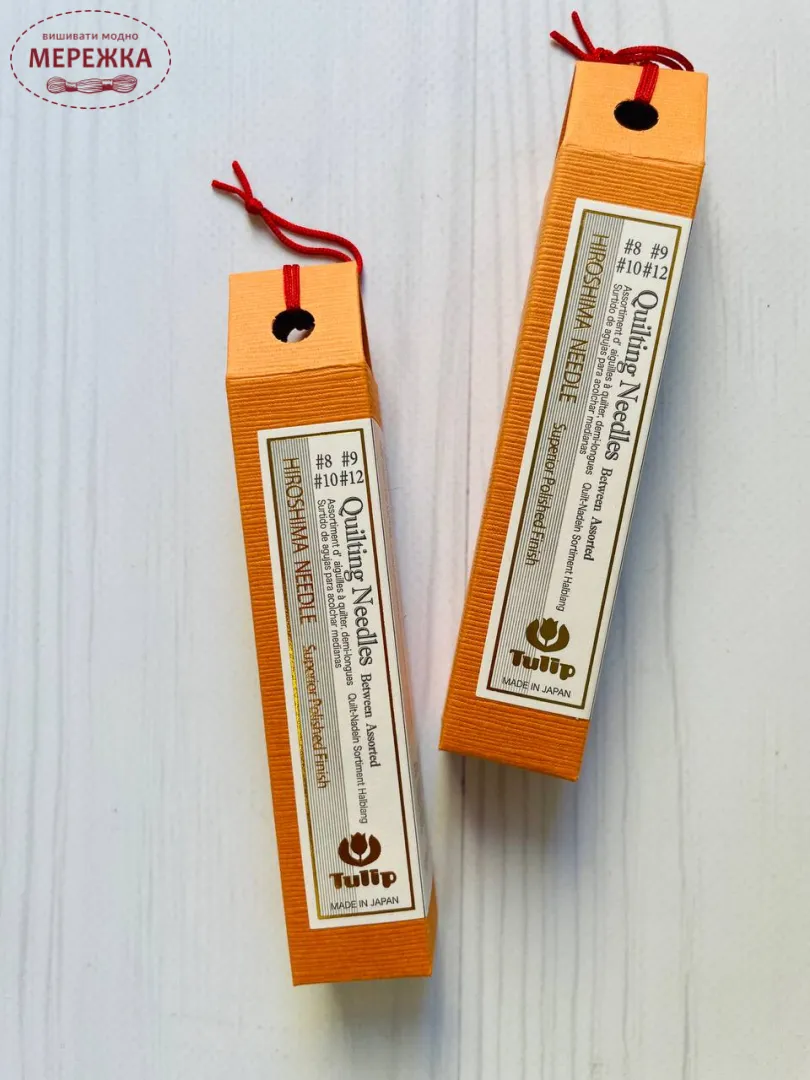 вишивати модно
МЕРЕЖКА
#8 #9
#10 #12
Quilting Needles Between Assorted
Assortiment d' aiguilles à quilter, demi-longues Quilt-Nadeln Sortiment Halblang
Surtido de agujas para acolchar medianas
HIROSHIMA NEEDLE Superior Polished Finish
Tulip
MADE IN JAPAN
#8 #9
#10 #12
Quilting Needles Between Assorted
Assortiment d' aiguilles à quilter, demi-longues Quilt-Nadeln Sortiment Halblang
Surtido de agujas para acolchar medianas
HIROSHIMA NEEDLE Superior Polished Finish
Tulip
MADE IN JAPAN